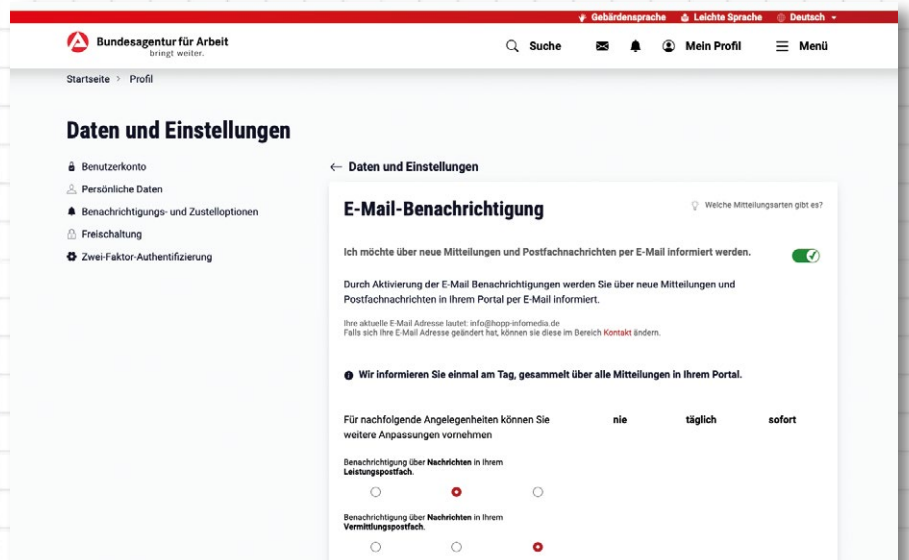 Gebärdensprache Leichte Sprache Deutsch
Bundesagentur für Arbeit
bringt weiter.
Suche Mein Profil Menü
Startseite > Profil
Daten und Einstellungen
Benutzerkonto
Persönliche Daten
Benachrichtigungs- und Zustelloptionen
Freischaltung
Zwei-Faktor-Authentifizierung
← Daten und Einstellungen
E-Mail-Benachrichtigung
Welche Mitteilungsarten gibt es?
Ich möchte über neue Mitteilungen und Postfachnachrichten per E-Mail informiert werden.
Durch Aktivierung der E-Mail Benachrichtigungen werden Sie über neue Mitteilungen und
Postfachnachrichten in Ihrem Portal per E-Mail informiert.
Ihre aktuelle E-Mail Adresse lautet: info@hopp-infomedia.de
Falls sich Ihre E-Mail Adresse geändert hat, können sie diese im Bereich Kontakt ändern.
Wir informieren Sie einmal am Tag, gesammelt über alle Mitteilungen in Ihrem Portal.
Für nachfolgende Angelegenheiten können Sie
weitere Anpassungen vornehmen
nie täglich sofort
Benachrichtigung über Nachrichten in Ihrem
Leistungspostfach.
Benachrichtigung über Nachrichten in Ihrem
Vermittlungspostfach.